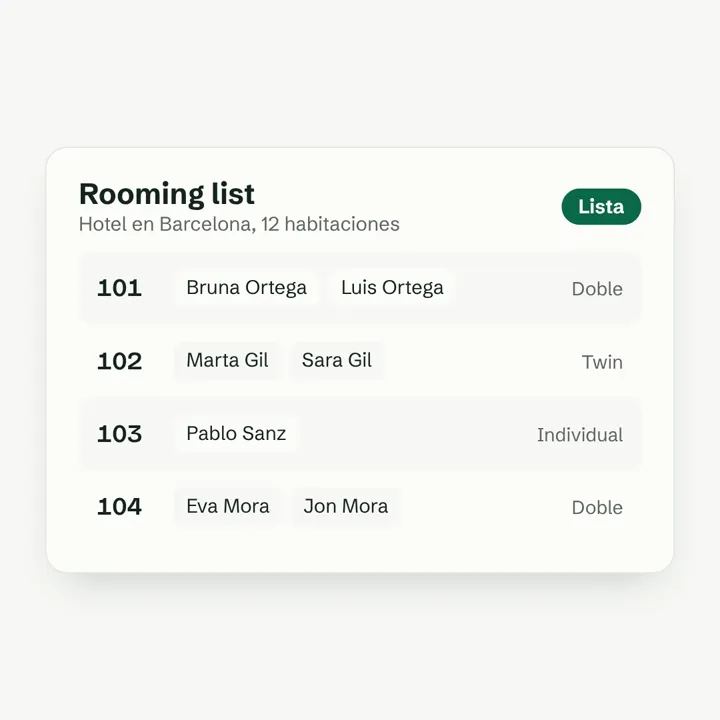 Rooming list
Hotel en Barcelona, 12 habitaciones
Lista
101 Bruna Ortega Luis Ortega Doble
102 Marta Gil Sara Gil Twin
103 Pablo Sanz Individual
104 Eva Mora Jon Mora Doble